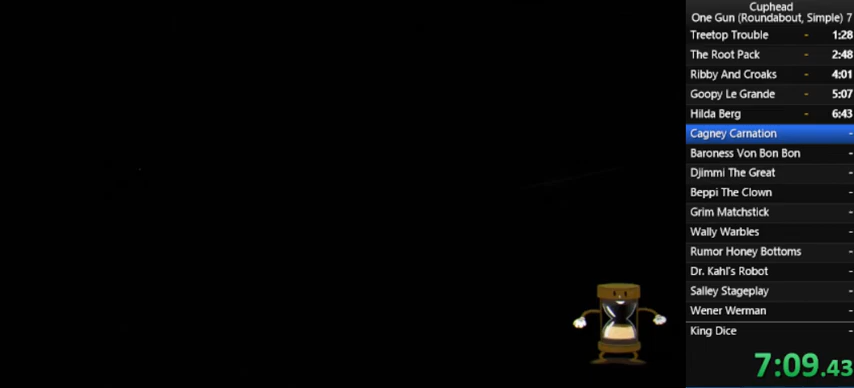 Cuphead
One Gun (Roundabout, Simple) 7
Treetop Trouble - 1:28
The Root Pack - 2:48
Ribby And Croaks - 4:01
Goopy Le Grande - 5:07
Hilda Berg - 6:43
Cagney Carnation -
Baroness Von Bon Bon -
Djimmi The Great -
Beppi The Clown -
Grim Matchstick -
Wally Warbles -
Rumor Honey Bottoms -
Dr. Kahl's Robot -
Salley Stageplay -
Wener Werman -
King Dice -
7:09.43